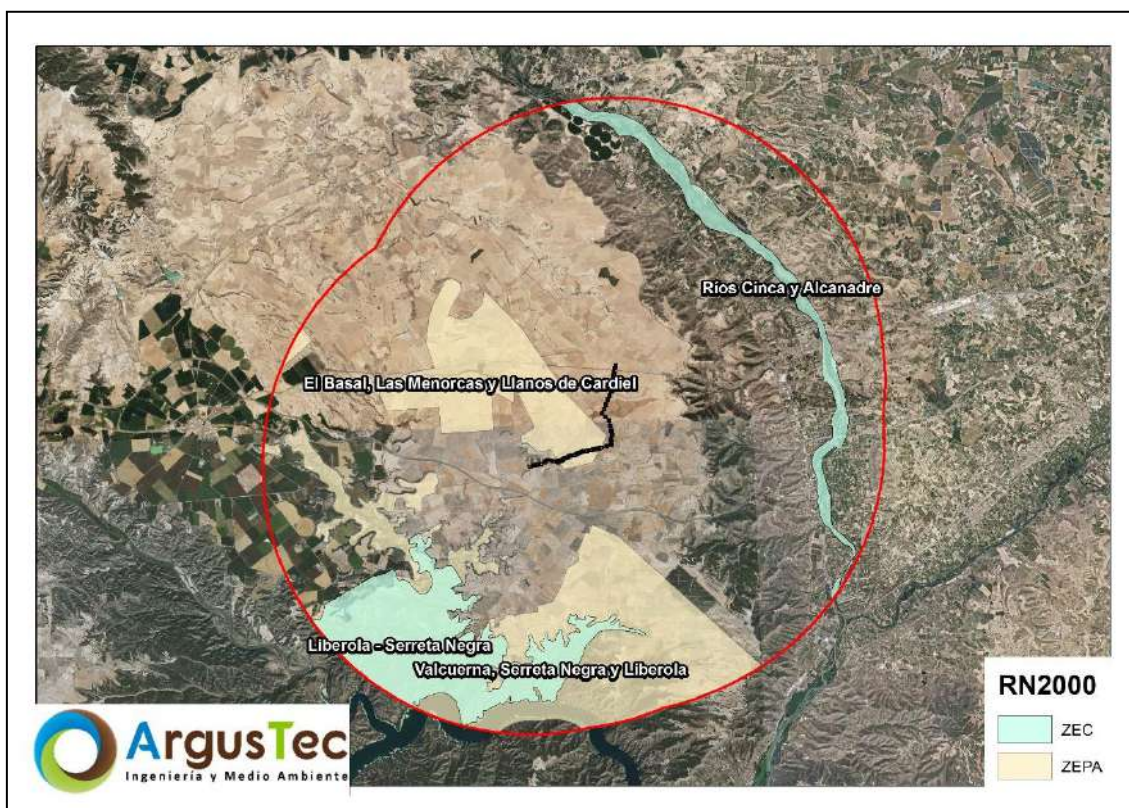 Ríos Cinca y Alcanadre
El Basal, Las Menorcas y Llanos de Cardiel
Liberola - Serreta Negra
Valcuerna, Serreta Negra y Liberola
RN2000
ZEC
ZEPA
ArgusTec
Ingeniería y Medio Ambiente